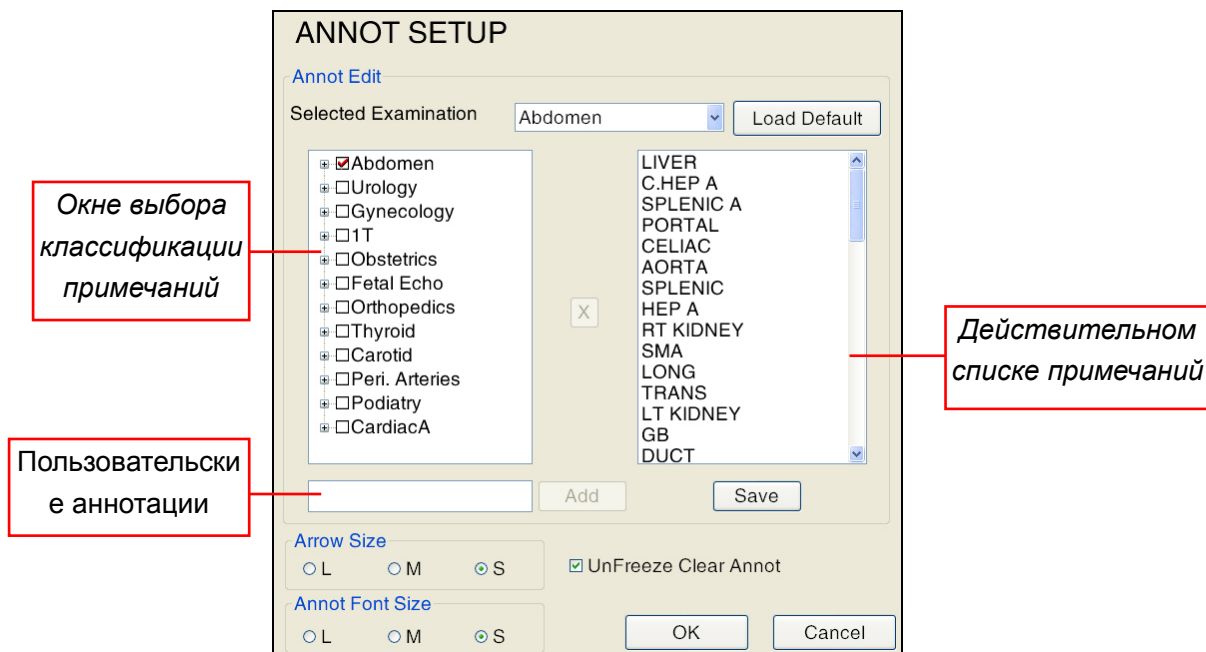 ANNOT SETUP
Annot Edit
Selected Examination
Abdomen
Load Default
Abdomen
Urology
Gynecology
1T
Obstetrics
Fetal Echo
Orthopedics
Thyroid
Carotid
Peri. Arteries
Podiatry
CardiacA
X
LIVER
C.HEP A
SPLENIC A
PORTAL
CELIAC
AORTA
SPLENIC
HEP A
RT KIDNEY
SMA
LONG
TRANS
LT KIDNEY
GB
DUCT
Add
Save
Arrow Size
L M S
UnFreeze Clear Annot
Annot Font Size
L M S
OK
Cancel
Окне выбора
классификации
примечаний
Пользовательски
е аннотации
Действительном
списке примечаний